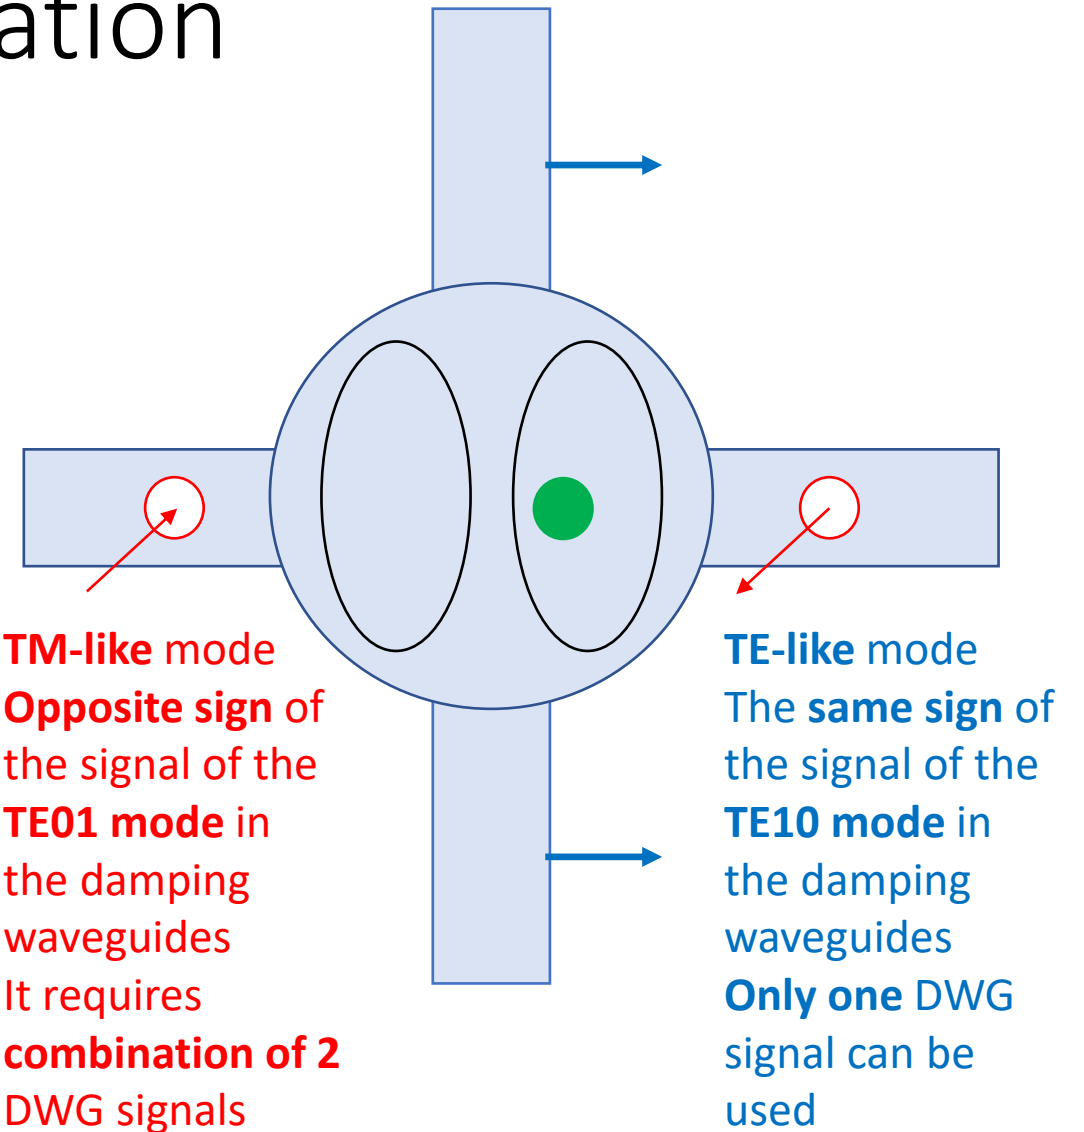 ation
TM-like mode
Opposite sign of
the signal of the
TE01 mode in
the damping
waveguides
It requires
combination of 2
DWG signals
TE-like mode
The same sign of
the signal of the
TE10 mode in
the damping
waveguides
Only one DWG
signal can be
used